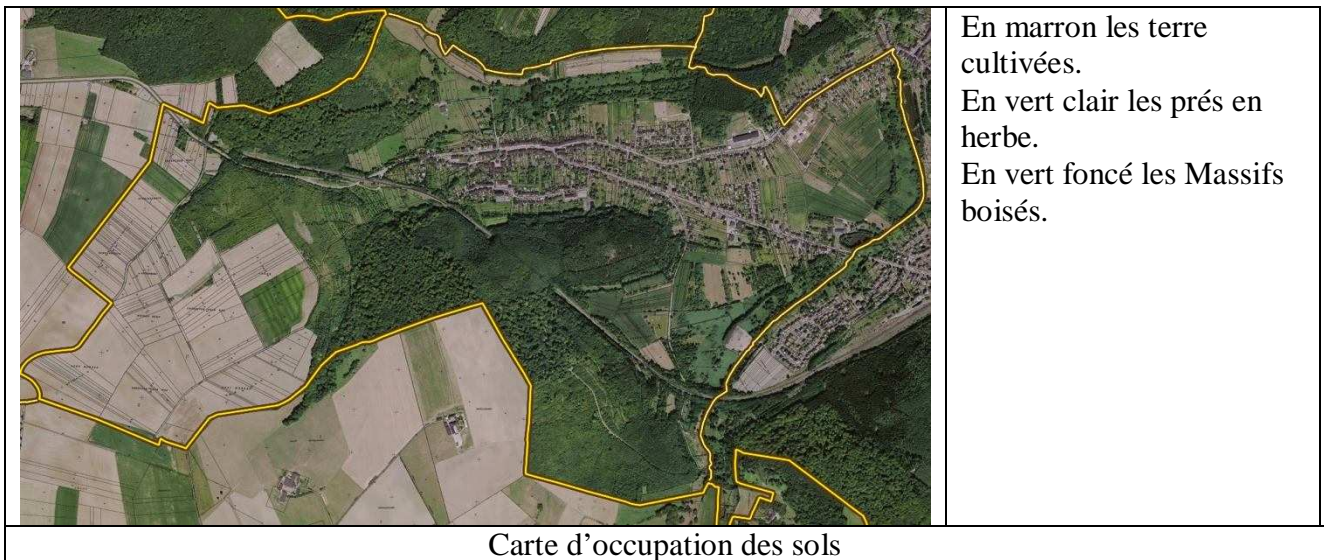 En marron les terre
cultivées.
En vert clair les prés en
herbe.
En vert foncé les Massifs
boisés.
Carte d’occupation des sols